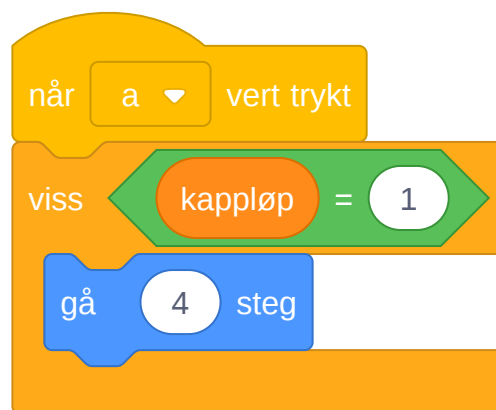 når a vert trykt
viss kappløp = 1
gå 4 steg